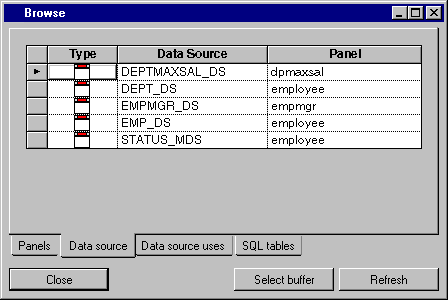 Browse
Type Data Source Panel
DEPTMAXSAL_DS dpmaxsal
DEPT_DS employee
EMPMGR_DS empmgr
EMP_DS employee
STATUS_MDS employee
Panels Data source Data source uses SQL tables
Close Select buffer Refresh